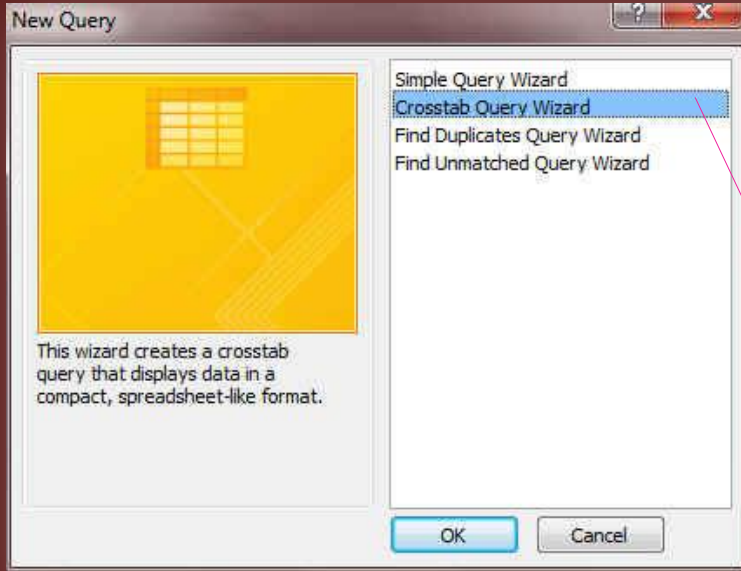 New Query
Simple Query Wizard
Crosstab Query Wizard
Find Duplicates Query Wizard
Find Unmatched Query Wizard
This wizard creates a crosstab
query that displays data in a
compact, spreadsheet-like format.
OK
Cancel